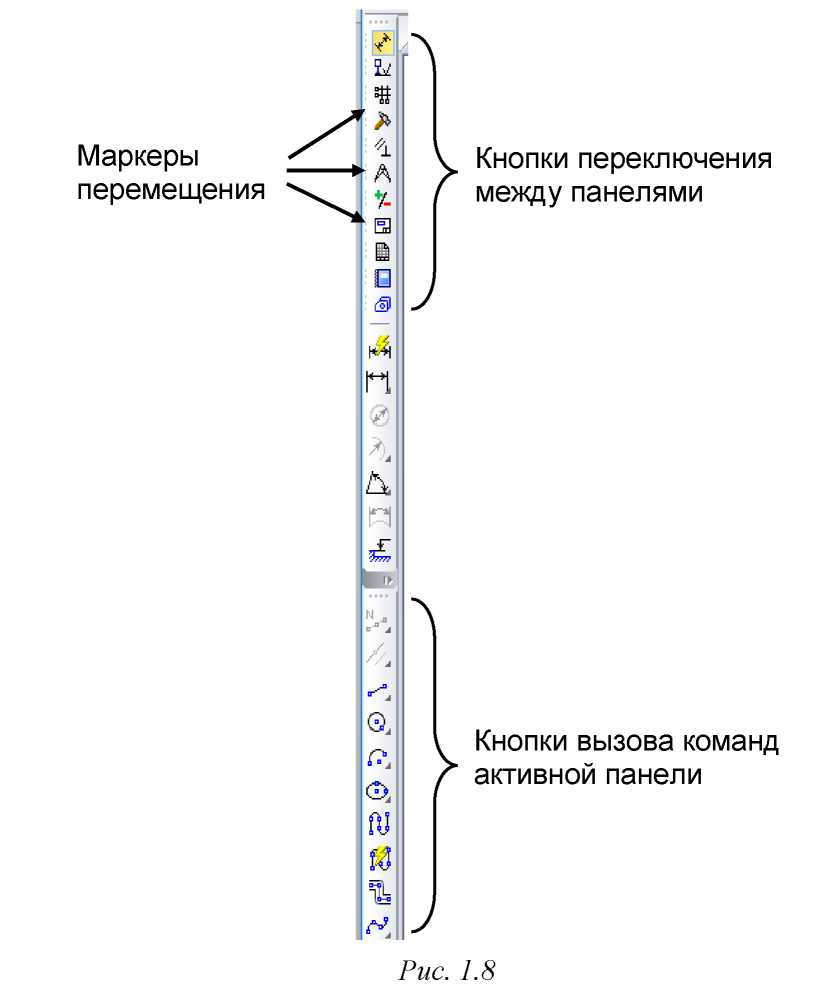 Маркеры
перемещения
Кнопки переключения
между панелями
N
Кнопки вызова команд
активной панели
Рис. 1.8